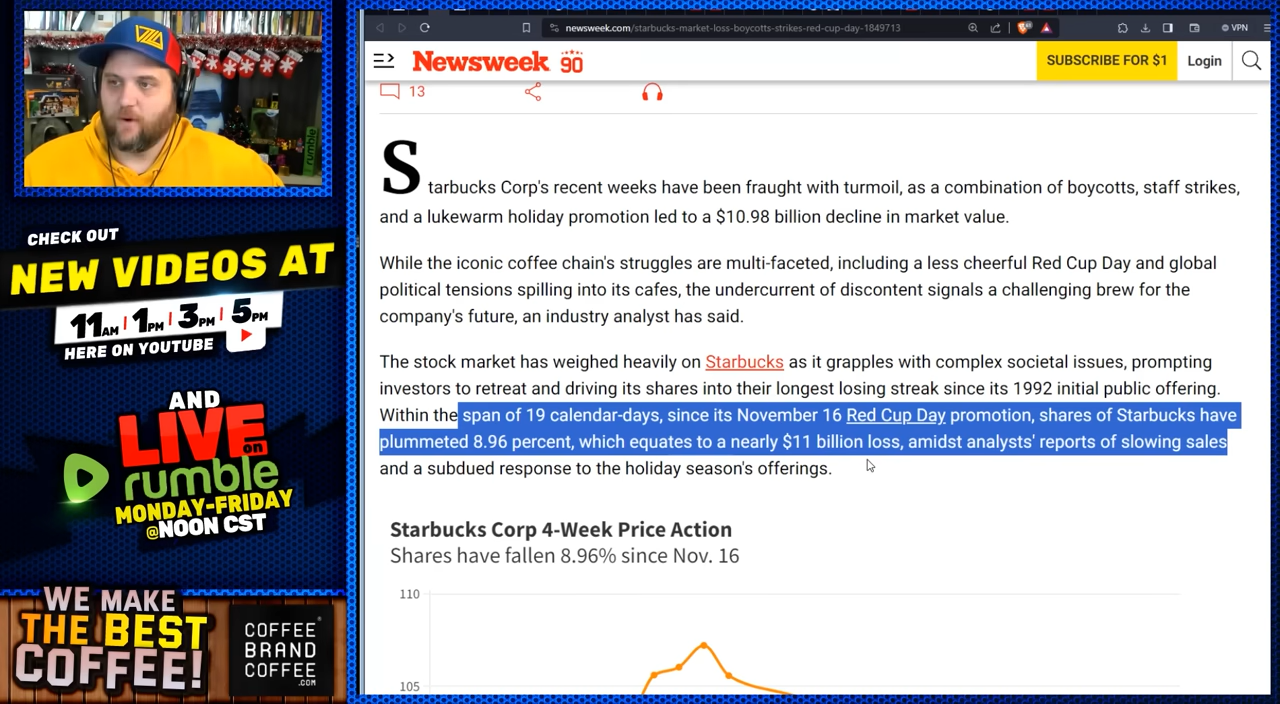 newsweek.com/starbucks-market-loss-boycotts-strikes-red-cup-day-1849713
VPN
Newsweek 90
SUBSCRIBE FOR $1
Login
13
Starbucks Corp's recent weeks have been fraught with turmoil, as a combination of boycotts, staff strikes,
and a lukewarm holiday promotion led to a $10.98 billion decline in market value.
While the iconic coffee chain's struggles are multi-faceted, including a less cheerful Red Cup Day and global
political tensions spilling into its cafes, the undercurrent of discontent signals a challenging brew for the
company's future, an industry analyst has said.
The stock market has weighed heavily on Starbucks as it grapples with complex societal issues, prompting
investors to retreat and driving its shares into their longest losing streak since its 1992 initial public offering.
Within the span of 19 calendar-days, since its November 16 Red Cup Day promotion, shares of Starbucks have
plummeted 8.96 percent, which equates to a nearly $11 billion loss, amidst analysts' reports of slowing sales
and a subdued response to the holiday season's offerings.
Starbucks Corp 4-Week Price Action
Shares have fallen 8.96% since Nov. 16
110
105
rumble
CHECK OUT
NEW VIDEOS AT
11AM | 1PM | 3PM | 5PM
HERE ON YOUTUBE
AND
LIVE on
rumble
MONDAY-FRIDAY
@NOON CST
WE MAKE
THE BEST
COFFEE!
COFFEE
BRAND
COFFEE
.COM